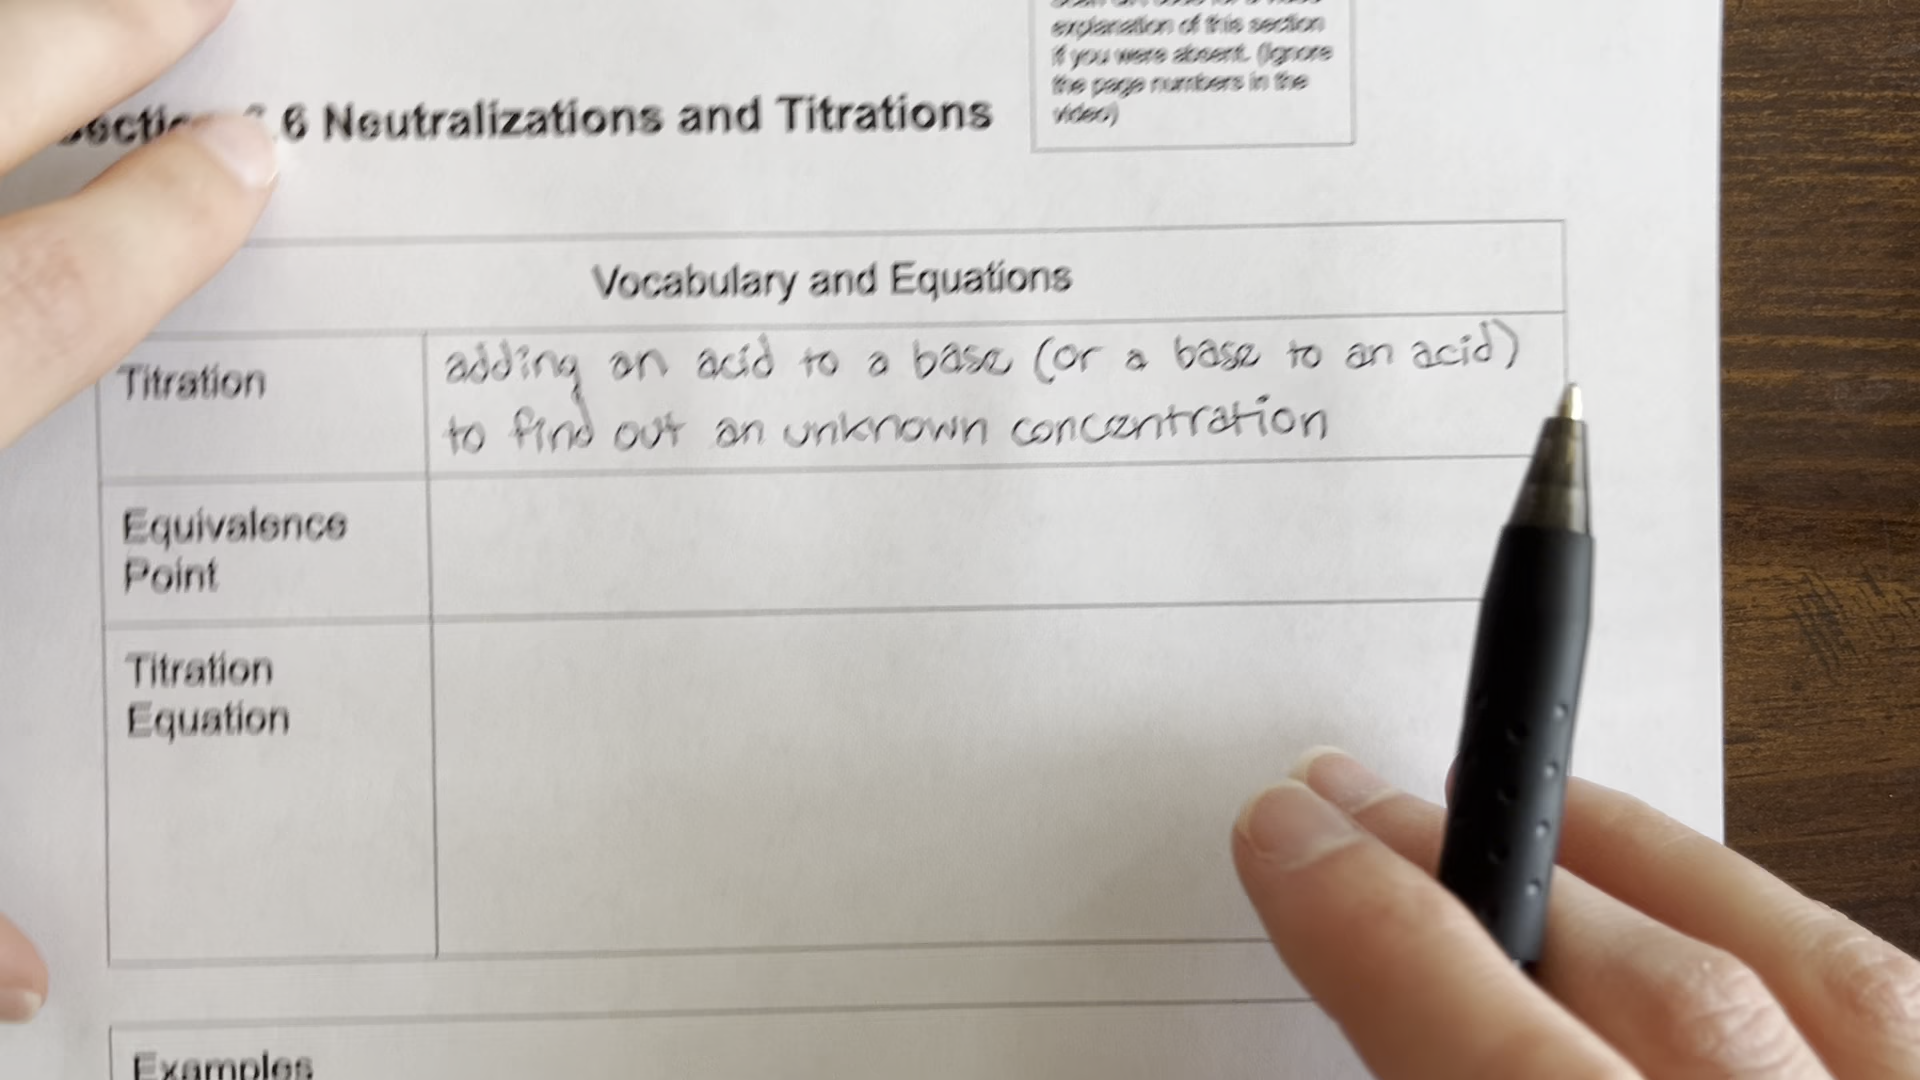 explanation of this section
if you were absent. (Ignore
the page numbers in the
video)
.6 Neutralizations and Titrations
Vocabulary and Equations
Titration
adding an acid to a base (or a base to an acid)
to find out an unknown concentration
Equivalence
Point
Titration
Equation
Examples